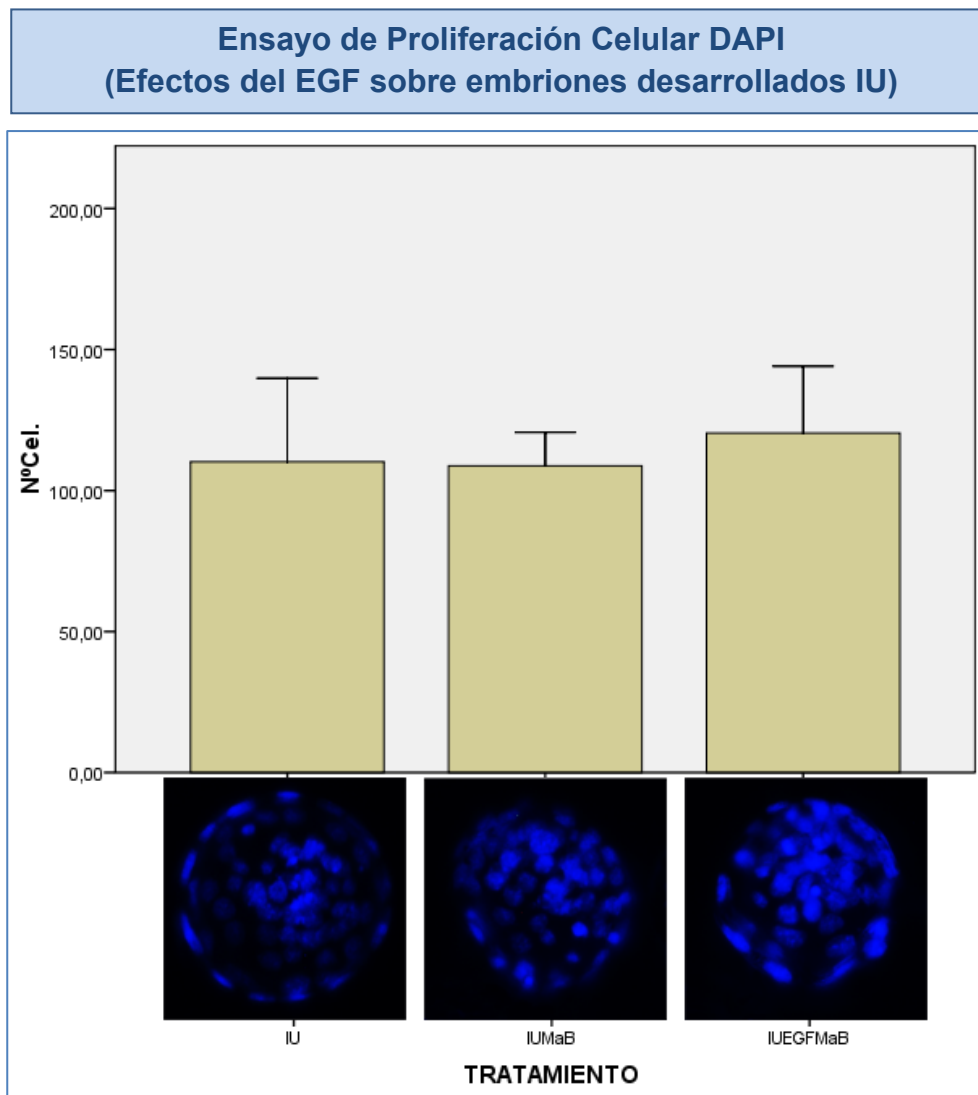 Ensayo de Proliferación Celular DAPI
(Efectos del EGF sobre embriones desarrollados IU)
200,00
150,00
100,00
50,00
0,00
NºCel.
IU
IUMaB
IUEGFMaB
TRATAMIENTO